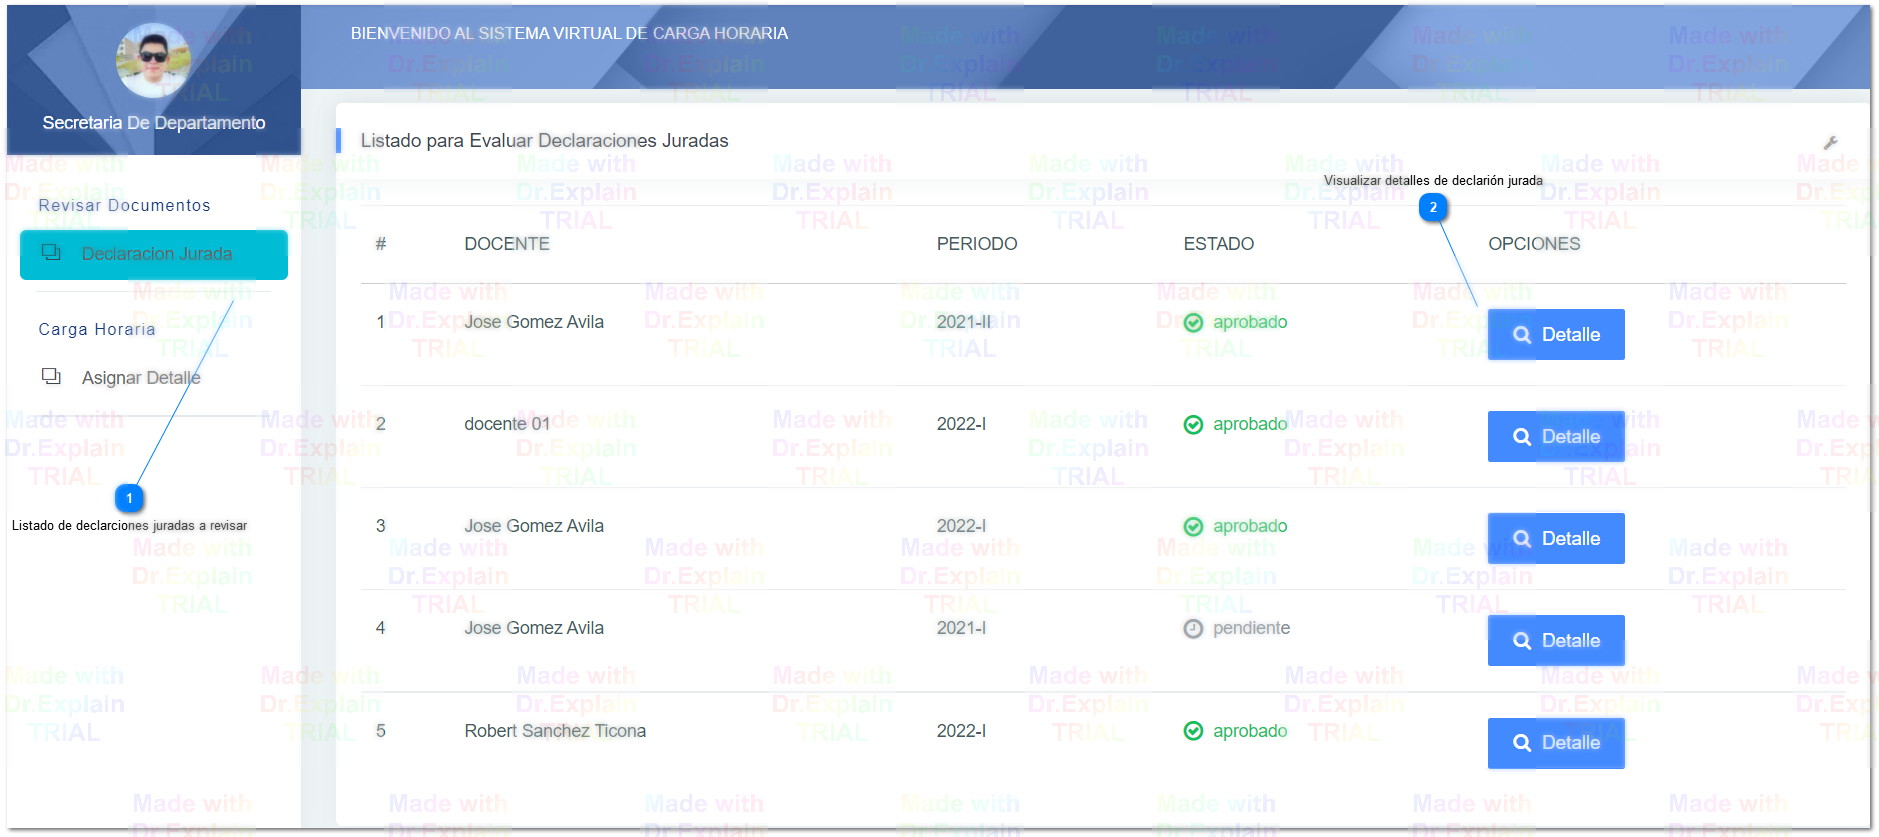 BIENVENIDO AL SISTEMA VIRTUAL DE CARGA HORARIA
Secretaria De Departamento
Revisar Documentos
Declaracion Jurada
Carga Horaria
Asignar Detalle
1
Listado de declarciones juradas a revisar
Listado para Evaluar Declaraciones Juradas
Visualizar detalles de declarión jurada
2
# DOCENTE PERIODO ESTADO OPCIONES
1 Jose Gomez Avila 2021-II aprobado Detalle
2 docente 01 2022-I aprobado Detalle
3 Jose Gomez Avila 2022-I aprobado Detalle
4 Jose Gomez Avila 2021-I pendiente Detalle
5 Robert Sanchez Ticona 2022-I aprobado Detalle
Made with
Dr.Explain
TRIAL